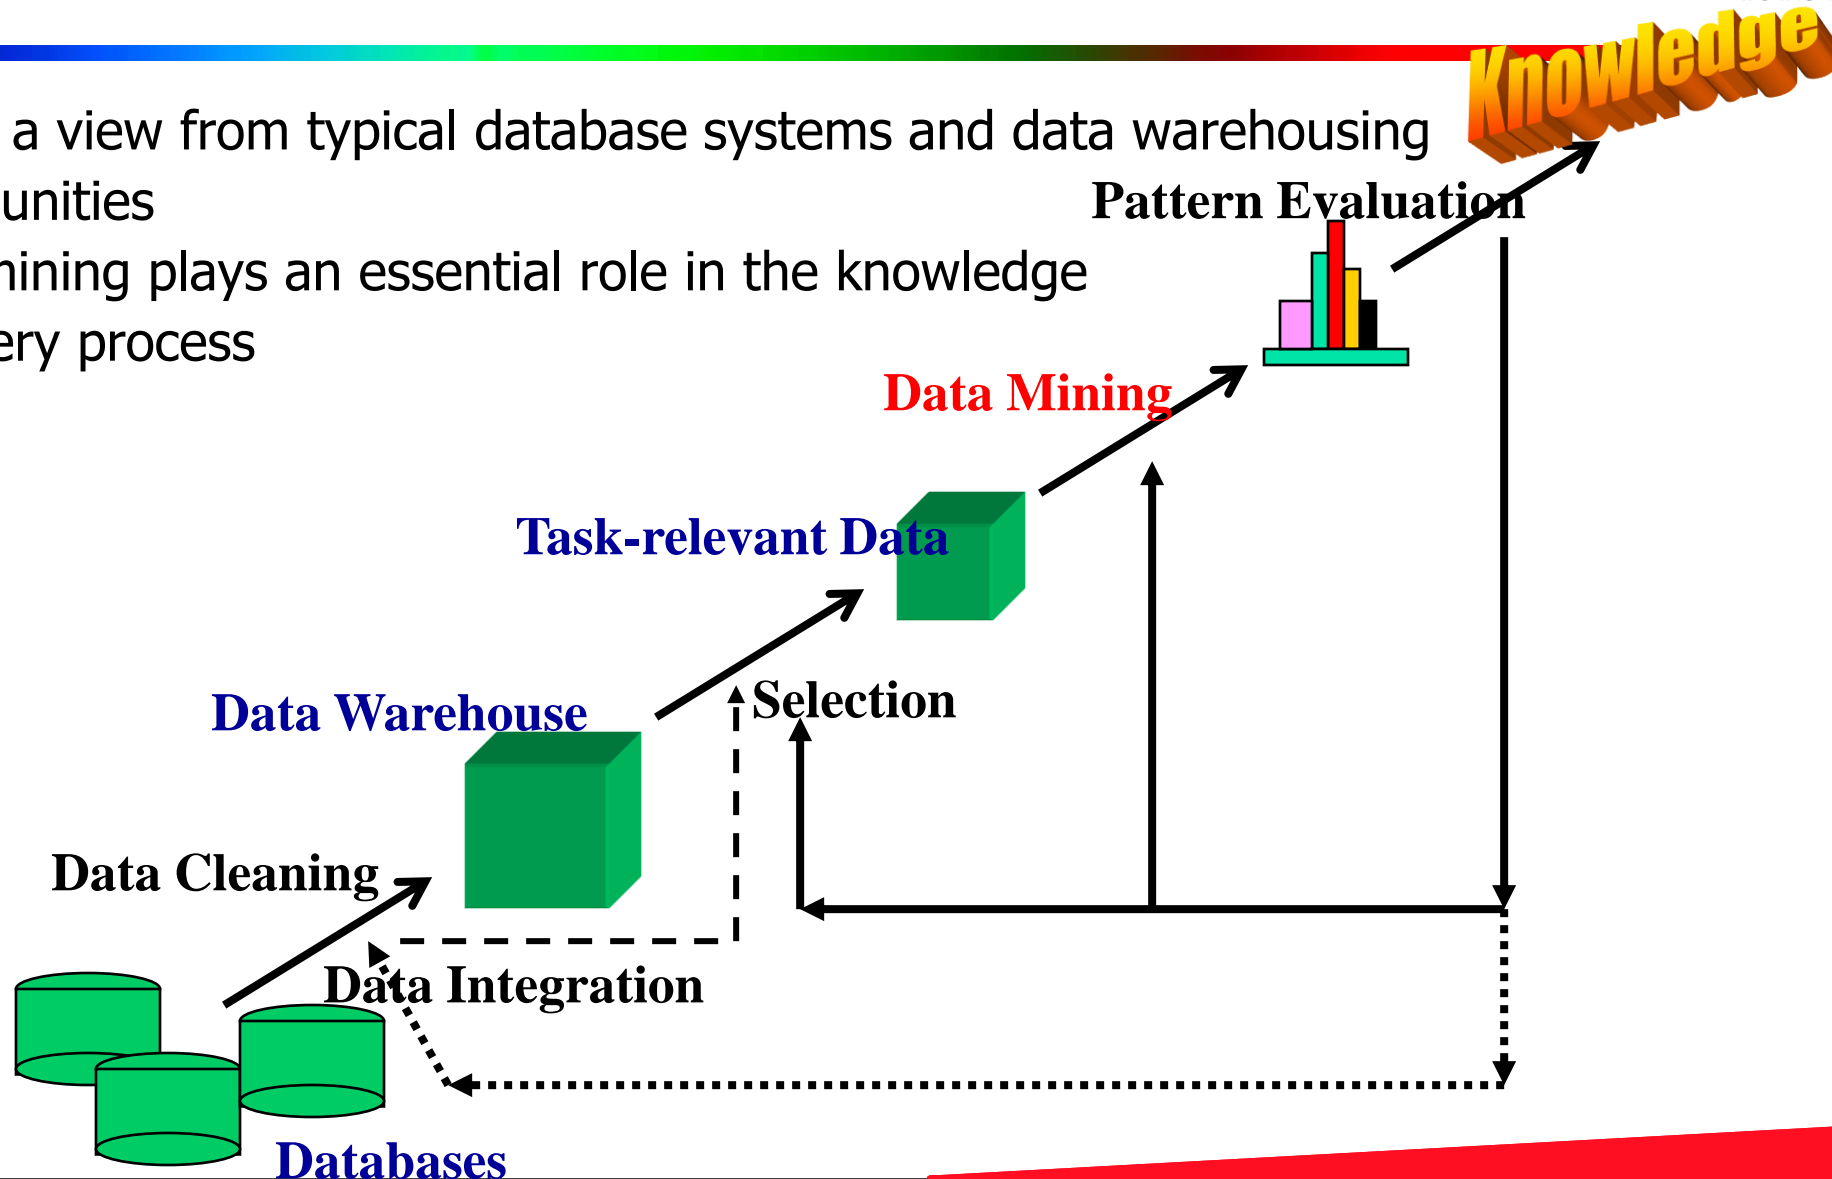 Knowledge
a view from typical database systems and data warehousing
unities
mining plays an essential role in the knowledge
ery process
Pattern Evaluation
Data Mining
Task-relevant Data
Selection
Data Warehouse
Data Cleaning
Data Integration
Databases